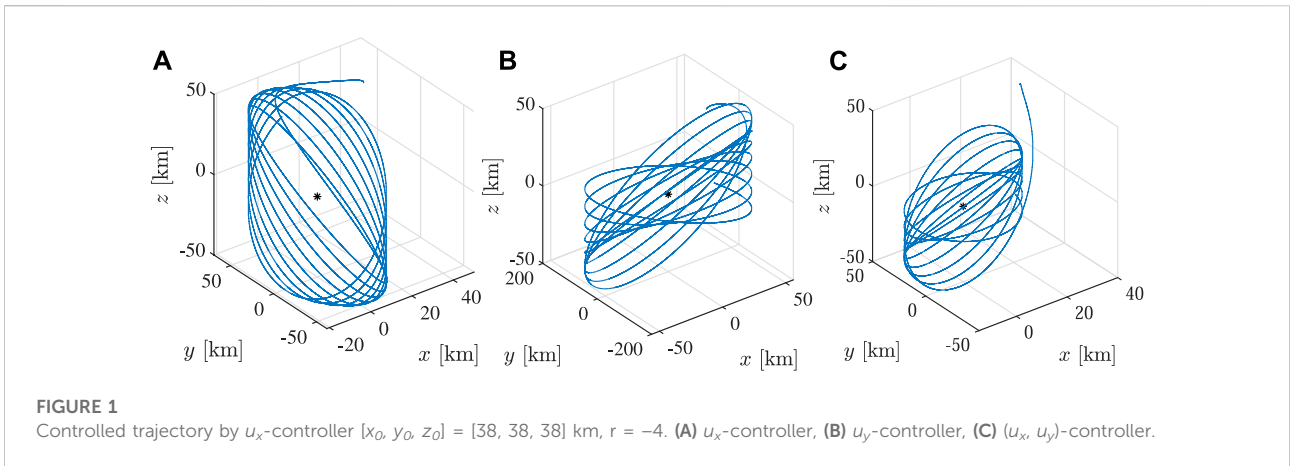 A
50
0
-50
z [km]
50
0
-50
y [km]
-20
0
20
40
x [km]
B
50
0
-50
z [km]
200
0
-200
y [km]
-50
0
50
x [km]
C
50
0
-50
z [km]
50
0
-50
y [km]
0
20
40
x [km]
FIGURE 1
Controlled trajectory by uₓ-controller [x₀, y₀, z₀] = [38, 38, 38] km, r = −4. (A) uₓ-controller, (B) u_y-controller, (C) (uₓ, u_y)-controller.